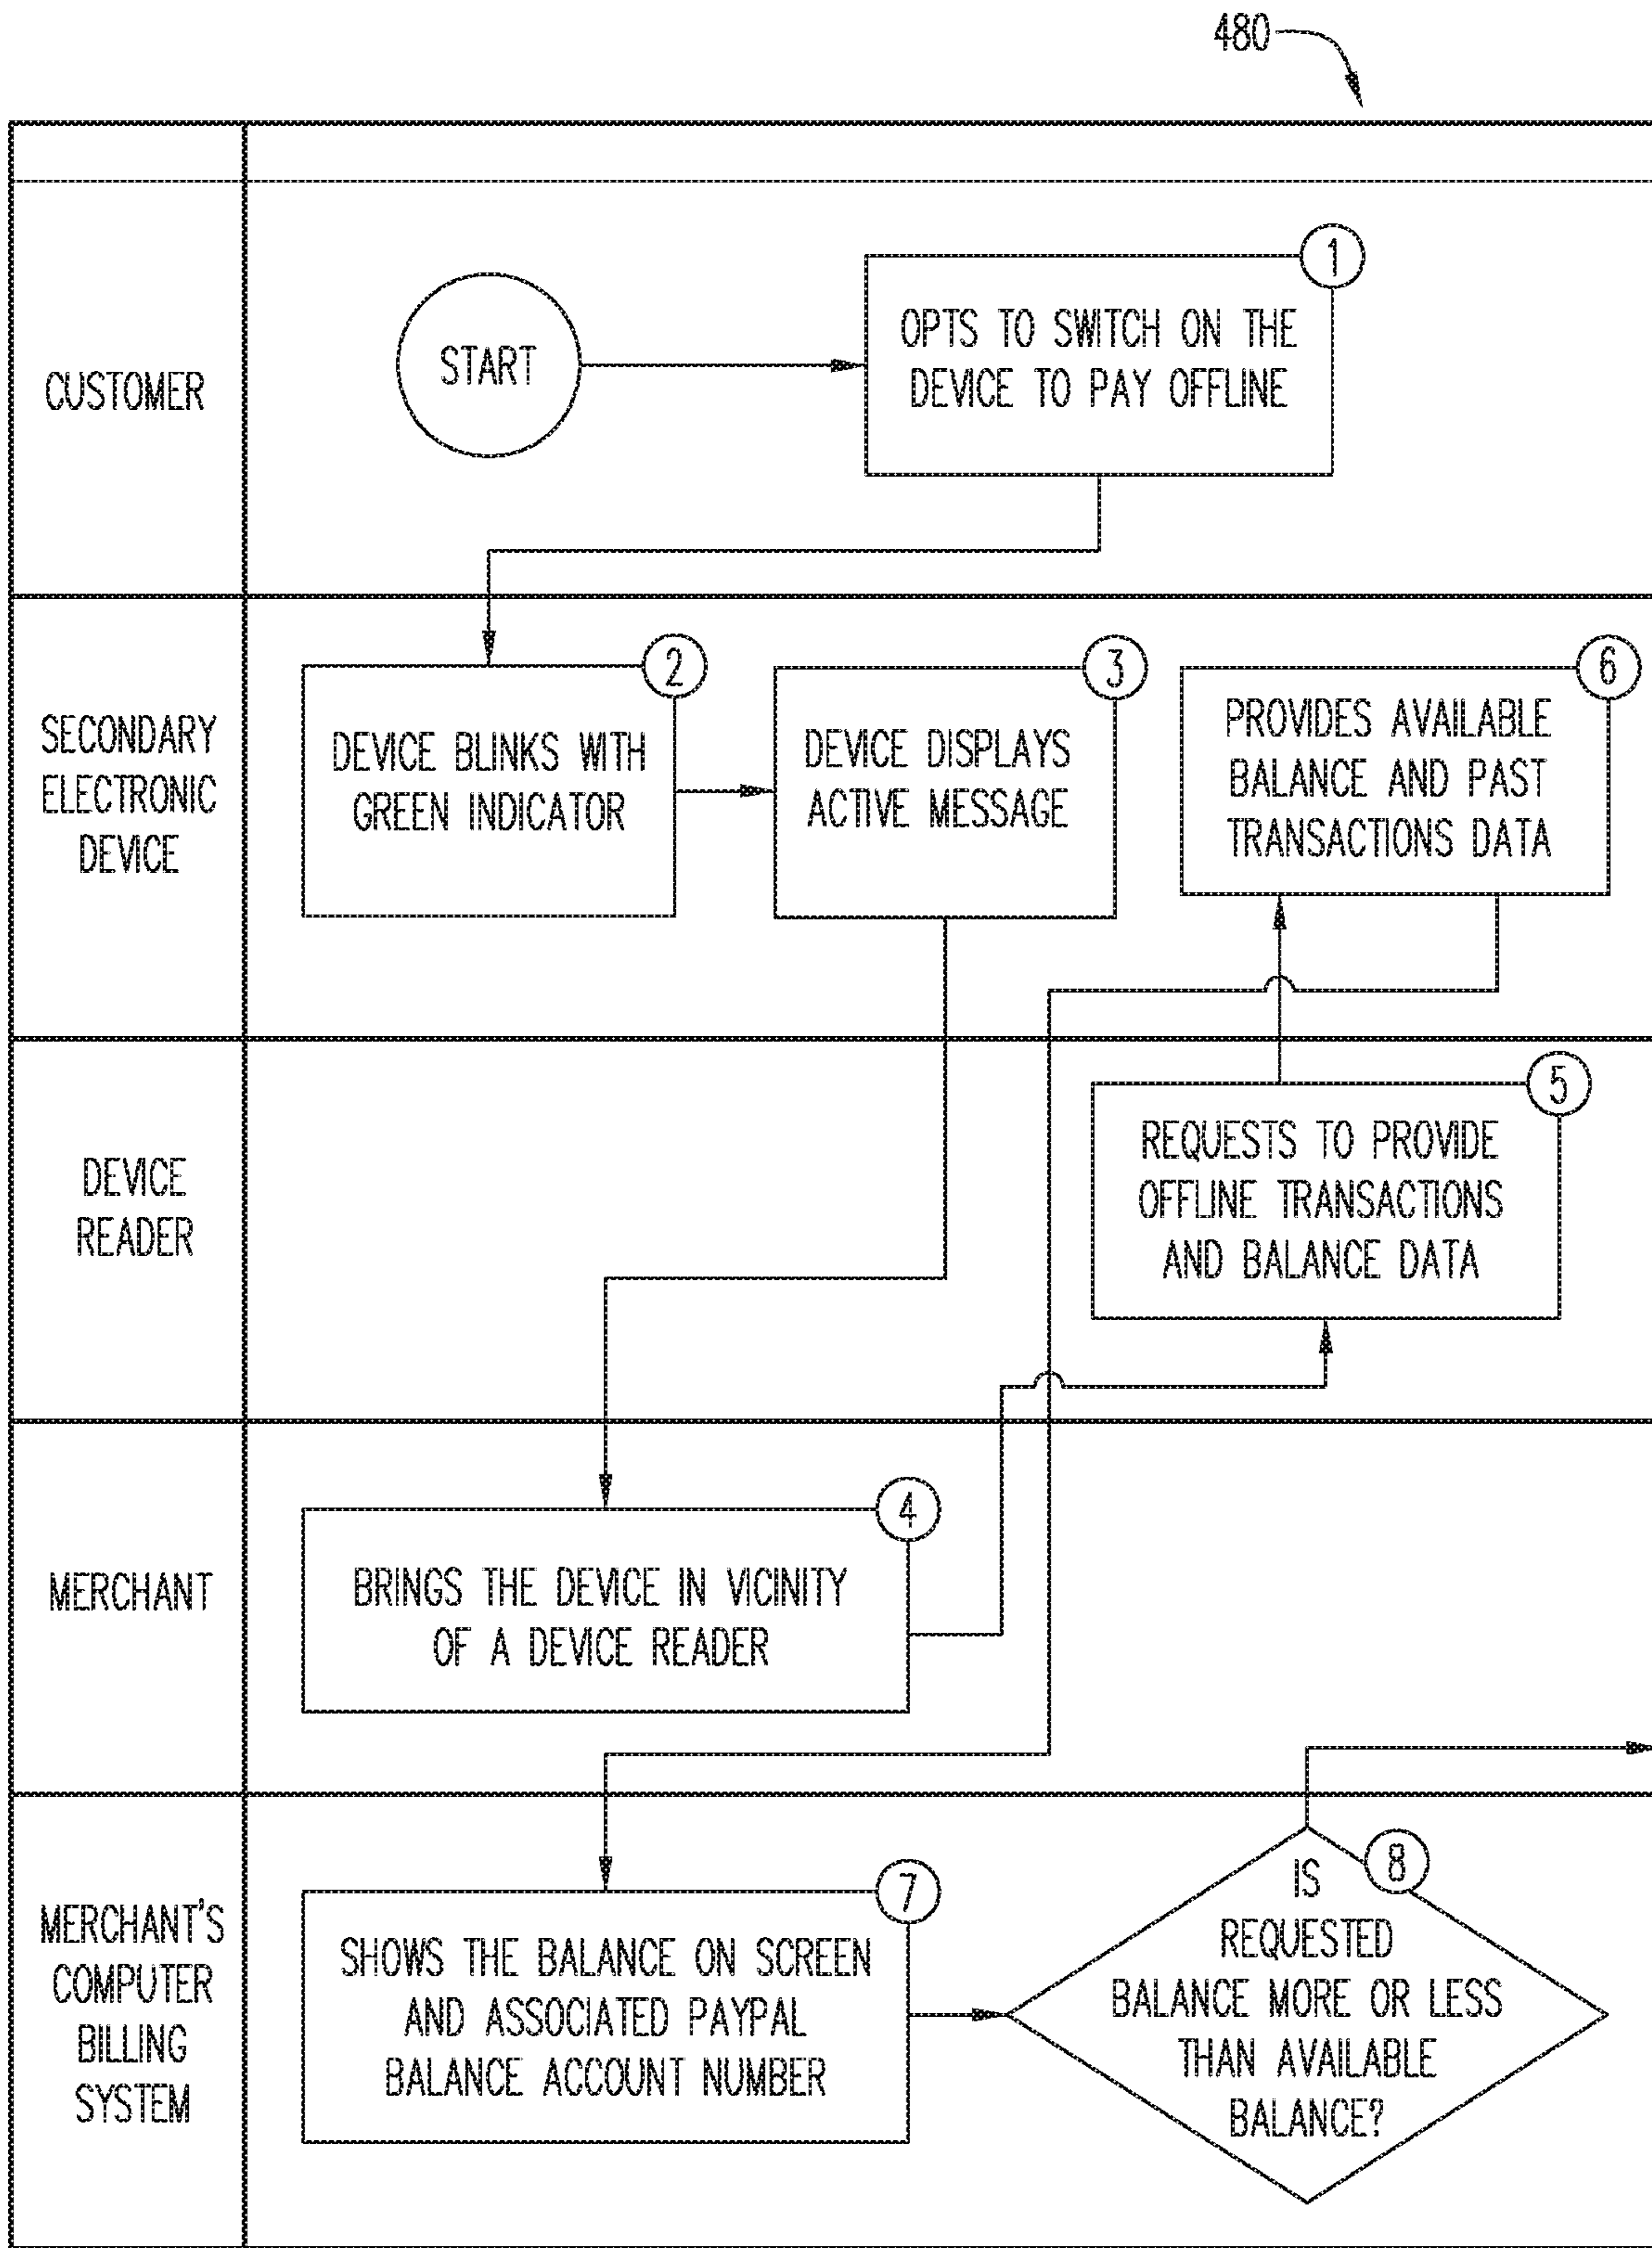 480
CUSTOMER
START
1
OPTS TO SWITCH ON THE
DEVICE TO PAY OFFLINE
SECONDARY
ELECTRONIC
DEVICE
2
DEVICE BLINKS WITH
GREEN INDICATOR
3
DEVICE DISPLAYS
ACTIVE MESSAGE
6
PROVIDES AVAILABLE
BALANCE AND PAST
TRANSACTIONS DATA
DEVICE
READER
5
REQUESTS TO PROVIDE
OFFLINE TRANSACTIONS
AND BALANCE DATA
MERCHANT
4
BRINGS THE DEVICE IN VICINITY
OF A DEVICE READER
MERCHANT'S
COMPUTER
BILLING
SYSTEM
7
SHOWS THE BALANCE ON SCREEN
AND ASSOCIATED PAYPAL
BALANCE ACCOUNT NUMBER
8
IS
REQUESTED
BALANCE MORE OR LESS
THAN AVAILABLE
BALANCE?